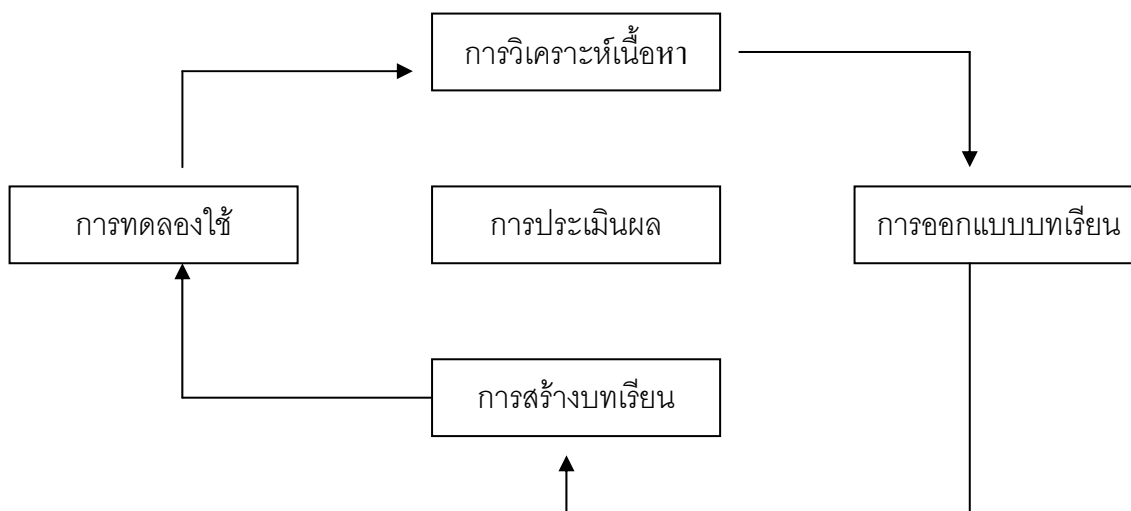 การวิเคราะห์เนื้อหา
การทดลองใช้
การประเมินผล
การออกแบบบทเรียน
การสร้างบทเรียน